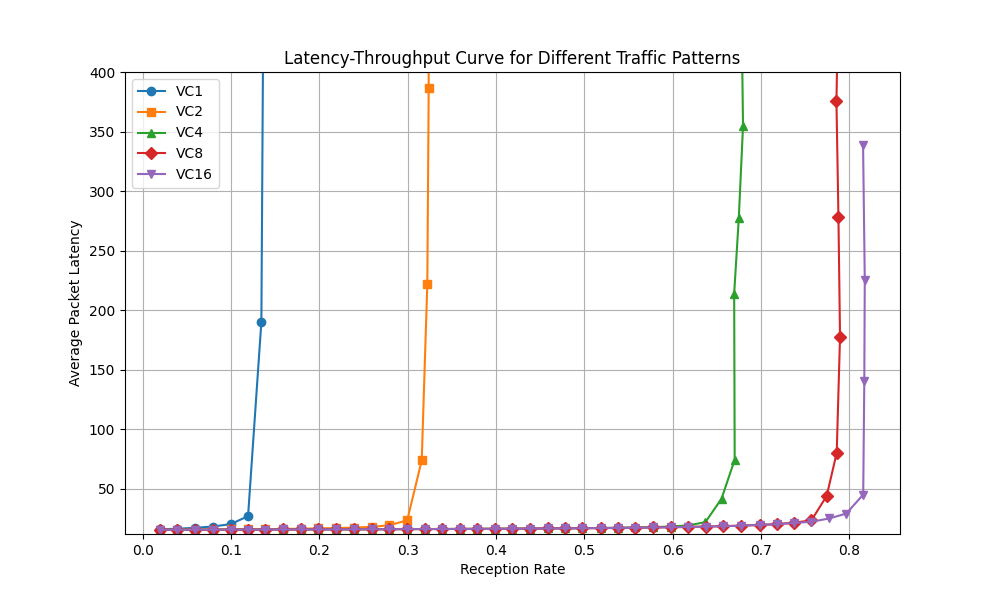 Latency-Throughput Curve for Different Traffic Patterns
400
350
300
250
200
150
100
50
Average Packet Latency
VC1
VC2
VC4
VC8
VC16
0.0 0.1 0.2 0.3 0.4 0.5 0.6 0.7 0.8
Reception Rate